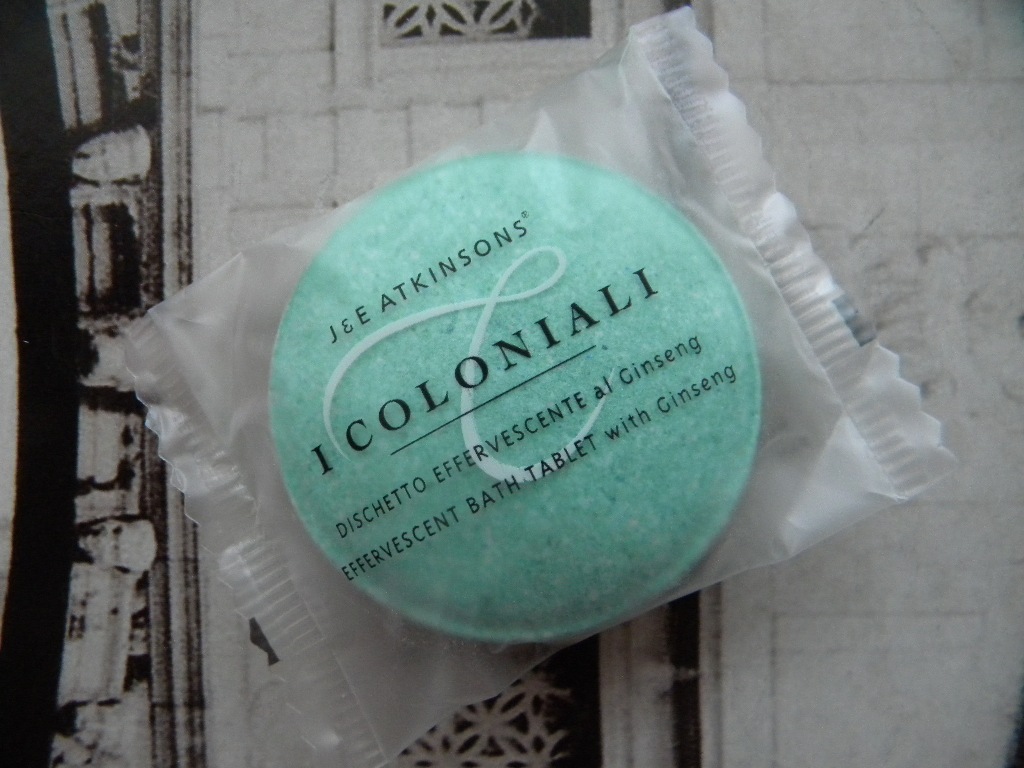 J&E ATKINSONS®
I COLONIALI
DISCHETTO EFFERVESCENTE al Ginseng
EFFERVESCENT BATH TABLET with Ginseng